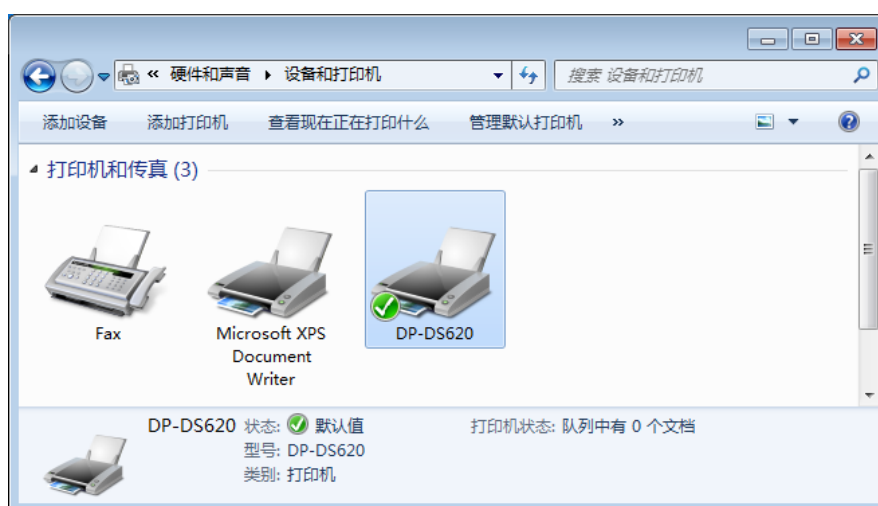 « 硬件和声音 ▸ 设备和打印机
搜索 设备和打印机
添加设备 添加打印机 查看现在正在打印什么 管理默认打印机 »
打印机和传真 (3)
Fax
Microsoft XPS
Document
Writer
DP-DS620
DP-DS620 状态: 默认值 打印机状态: 队列中有 0 个文档
型号: DP-DS620
类别: 打印机